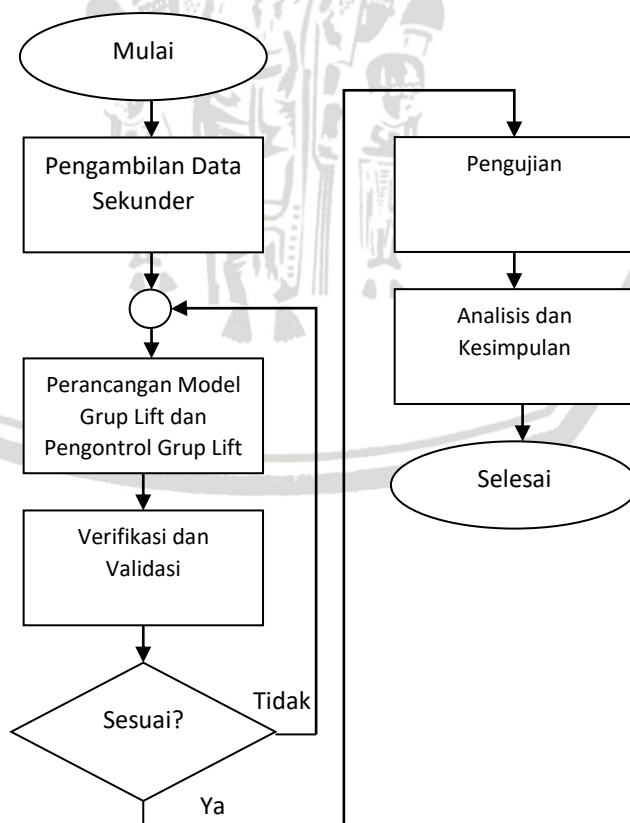 Mulai
Pengambilan Data
Sekunder
Perancangan Model
Grup Lift dan
Pengontrol Grup Lift
Verifikasi dan
Validasi
Sesuai?
Tidak
Ya
Pengujian
Analisis dan
Kesimpulan
Selesai